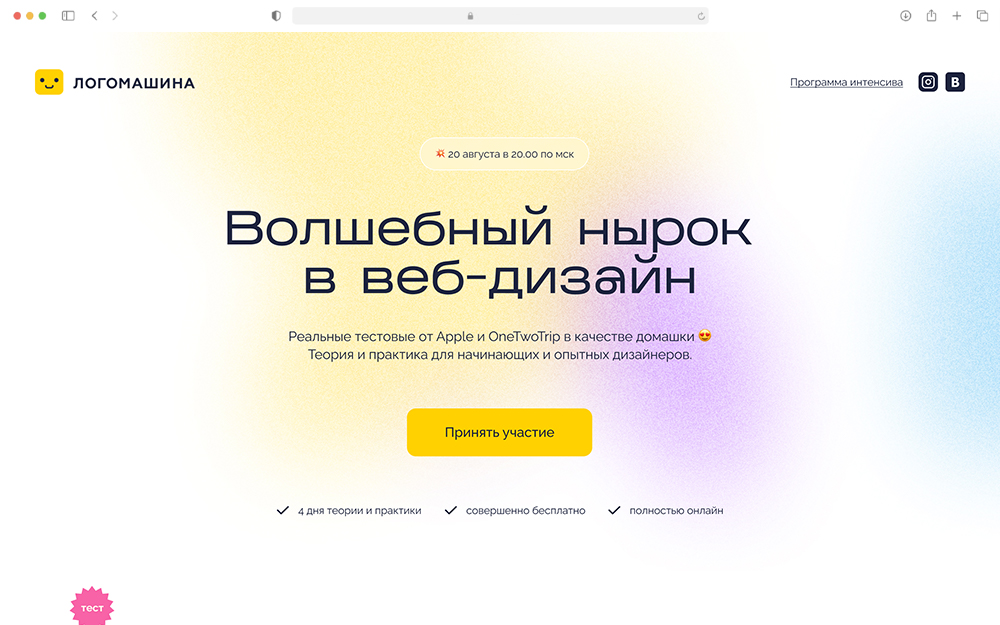 ЛОГОМАШИНА
Программа интенсива
В
💥 20 августа в 20.00 по мск
Волшебный нырок
в веб-дизайн
Реальные тестовые от Apple и OneTwoTrip в качестве домашки 😍
Теория и практика для начинающих и опытных дизайнеров.
Принять участие
4 дня теории и практики
совершенно бесплатно
полностью онлайн
тест